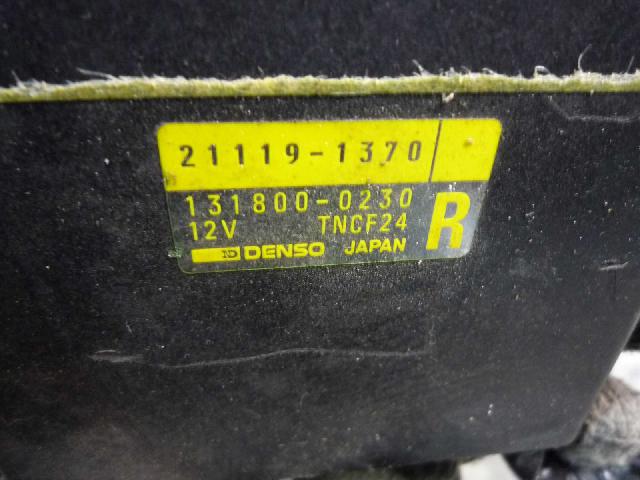 21119-1370
131800-0230
12V TNCF24 R
DENSO JAPAN